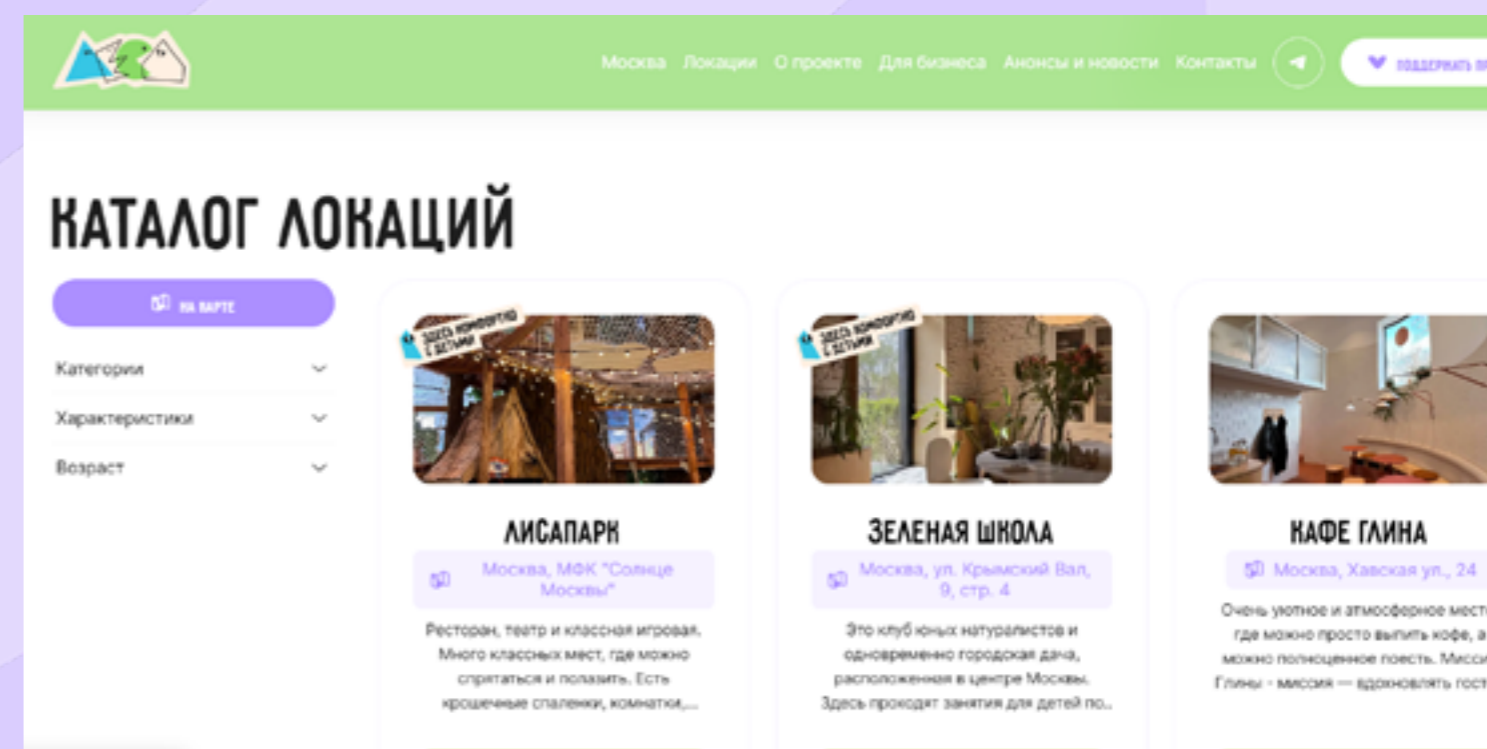 Москва Локации О проекте Для бизнеса Анонсы и новости Контакты ПОДДЕРЖАТЬ
КАТАЛОГ ЛОКАЦИЙ
НА КАРТЕ
Категории
Характеристики
Возраст
ЗДЕСЬ КОМФОРТНО
С ДЕТЬМИ
ЛИСАПАРК
Москва, МФК "Солнце
Москвы"
Ресторан, театр и классная игровая.
Много классных мест, где можно
спрятаться и полазить. Есть
крошечные спаленки, комнатки,...
ЗДЕСЬ КОМФОРТНО
С ДЕТЬМИ
ЗЕЛЕНАЯ ШКОЛА
Москва, ул. Крымский Вал,
9, стр. 4
Это клуб юных натуралистов и
одновременно городская дача,
расположенная в центре Москвы.
Здесь проходят занятия для детей по...
КАФЕ ГЛИНА
Москва, Хавская ул., 24
Очень уютное и атмосферное
где можно просто выпить кофе, а
можно полноценное поесть.
Глины - миссия — вдохновлять